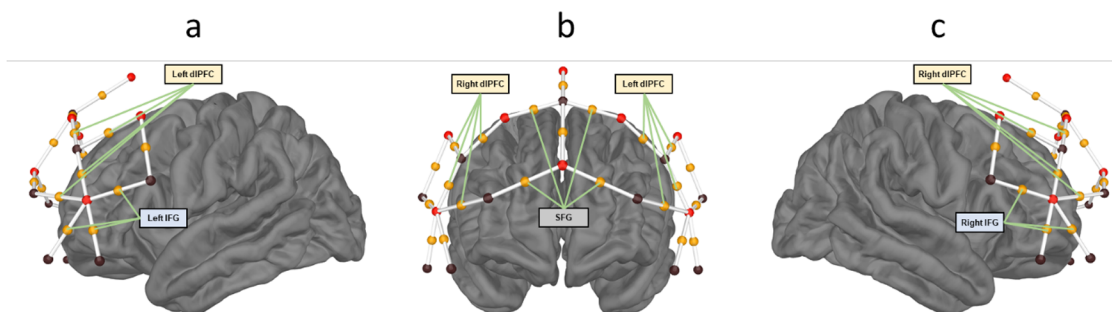 a
b
c
Left dlPFC
Right dlPFC
Left dlPFC
Right dlPFC
Left IFG
SFG
Right IFG